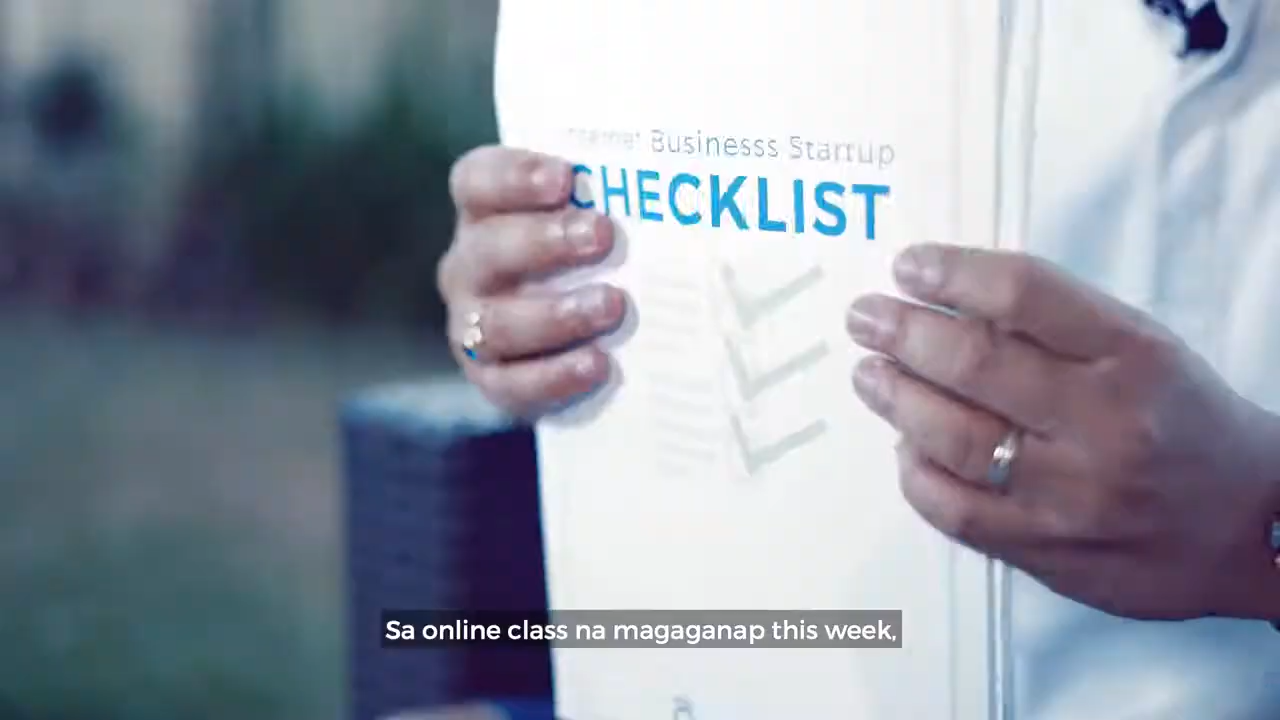 Businesss Startup
CHECKLIST
Sa online class na magaganap this week,